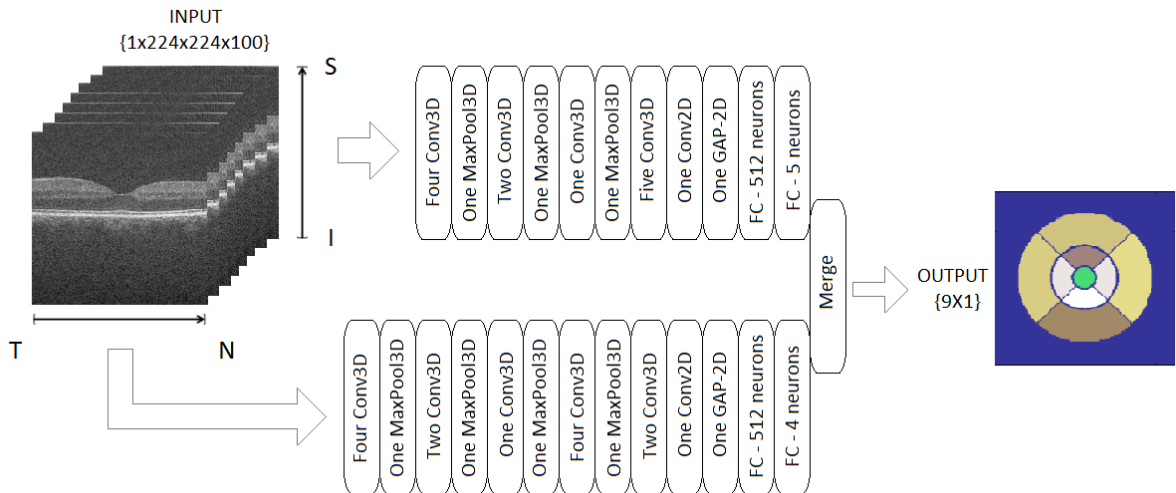 INPUT
{1x224x224x100}
S
I
T
N
Four Conv3D
One MaxPool3D
Two Conv3D
One MaxPool3D
One Conv3D
One MaxPool3D
Five Conv3D
One Conv2D
One GAP-2D
FC - 512 neurons
FC - 5 neurons
Merge
OUTPUT
{9X1}
Four Conv3D
One MaxPool3D
Two Conv3D
One MaxPool3D
One Conv3D
One MaxPool3D
Four Conv3D
One MaxPool3D
Two Conv3D
One Conv2D
One GAP-2D
FC - 512 neurons
FC - 4 neurons